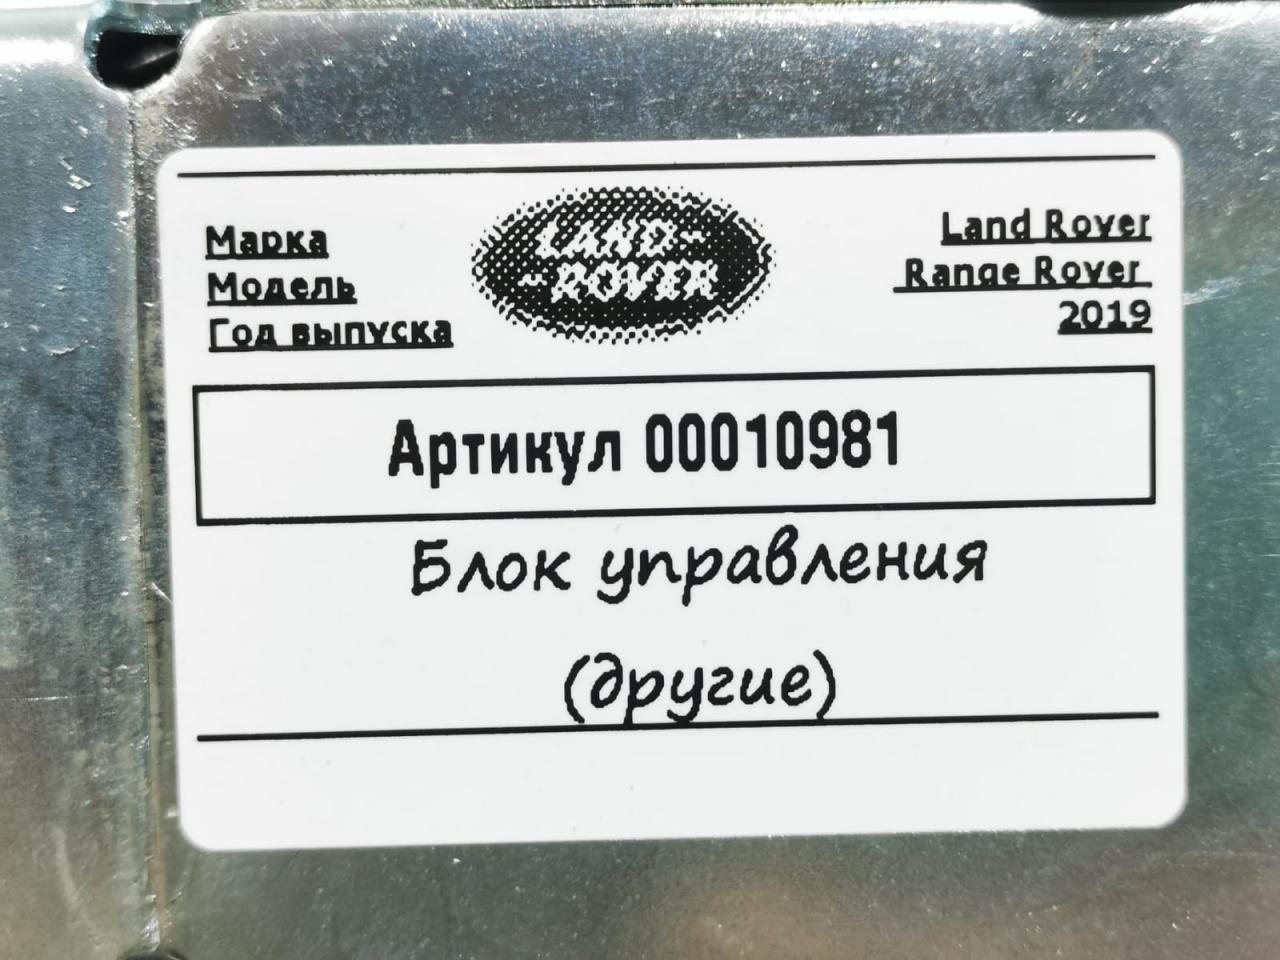 Марка
Модель
Год выпуска
LAND-
-ROVER
Land Rover
Range Rover
2019
Артикул 00010981
Блок управления
(другие)